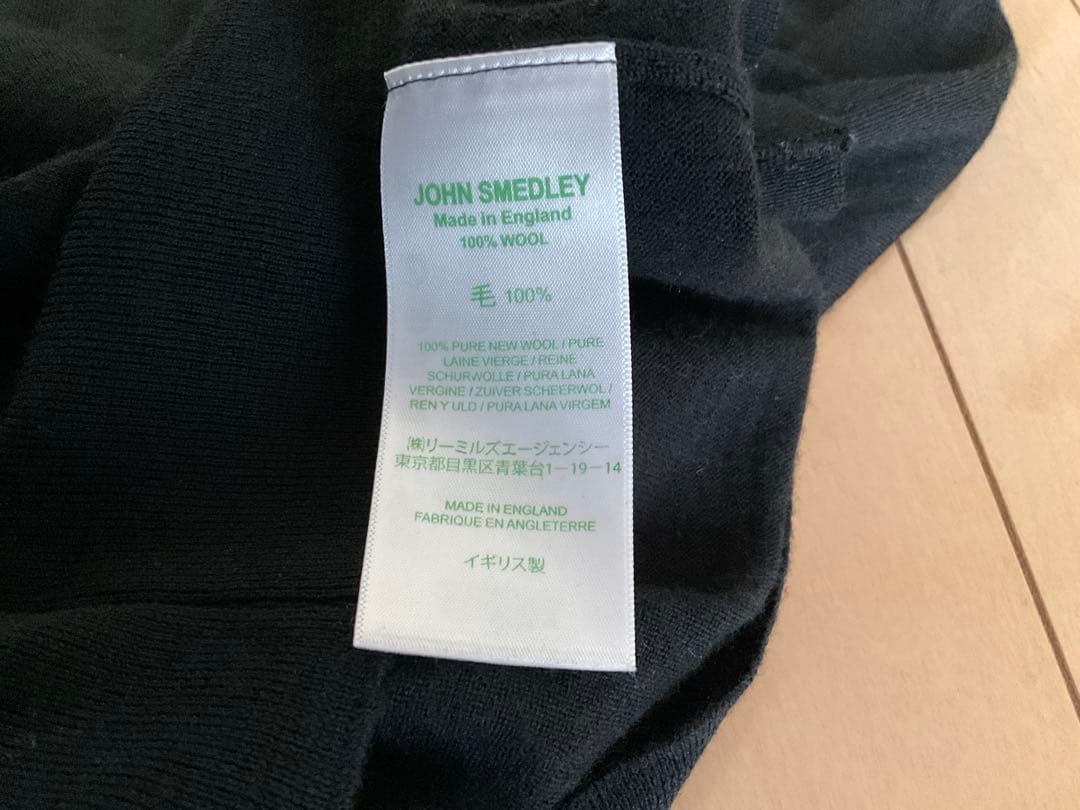 JOHN SMEDLEY
Made in England
100% WOOL
毛 100%
100% PURE NEW WOOL / PURE
LAINE VIERGE / REINE
SCHURWOLLE / PURA LANA
VERGINE / ZUIVER SCHEERWOL /
REN Y ULD / PURA LANA VIRGEM
(株)リーミルズエージェンシー
東京都目黒区青葉台1-19-14
MADE IN ENGLAND
FABRIQUE EN ANGLETERRE
イギリス製